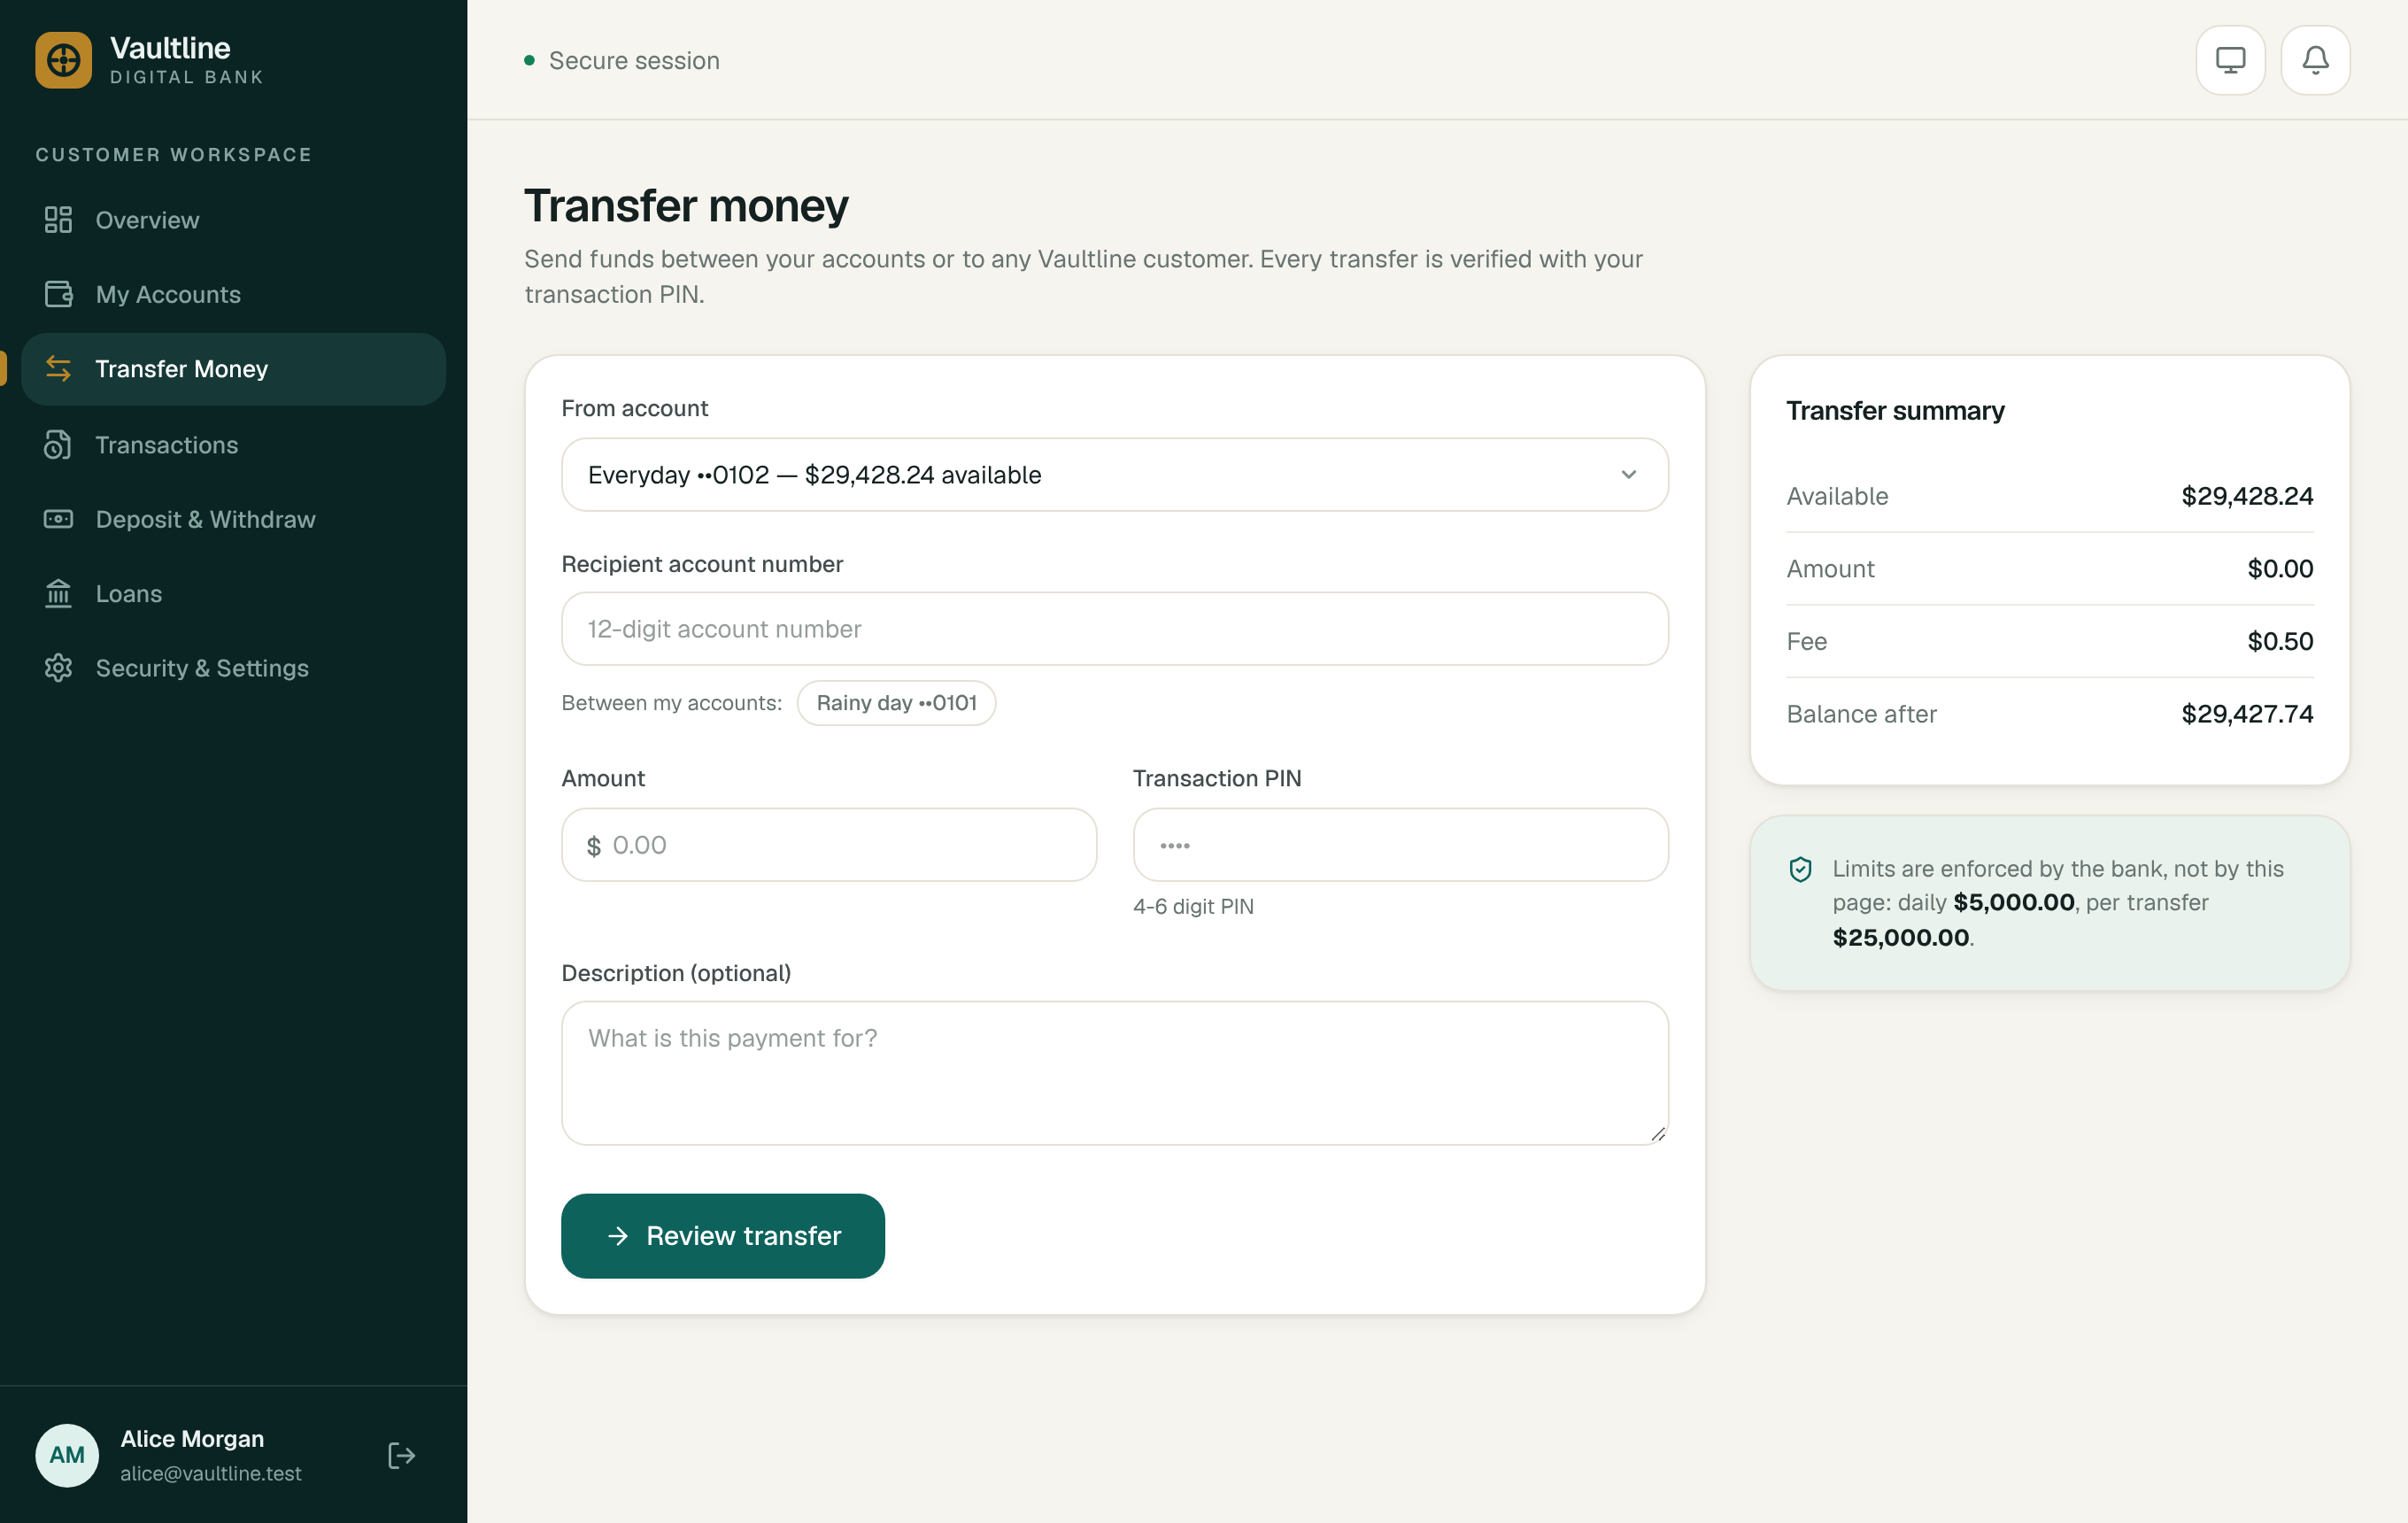 Vaultline
DIGITAL BANK
CUSTOMER WORKSPACE
Overview
My Accounts
Transfer Money
Transactions
Deposit & Withdraw
Loans
Security & Settings
AM
Alice Morgan
alice@vaultline.test
Secure session
Transfer money
Send funds between your accounts or to any Vaultline customer. Every transfer is verified with your
transaction PIN.
From account
Everyday ••0102 — $29,428.24 available
Recipient account number
12-digit account number
Between my accounts: Rainy day ••0101
Amount
$ 0.00
Transaction PIN
••••
4-6 digit PIN
Description (optional)
What is this payment for?
Review transfer
Transfer summary
Available $29,428.24
Amount $0.00
Fee $0.50
Balance after $29,427.74
Limits are enforced by the bank, not by this
page: daily $5,000.00, per transfer
$25,000.00.